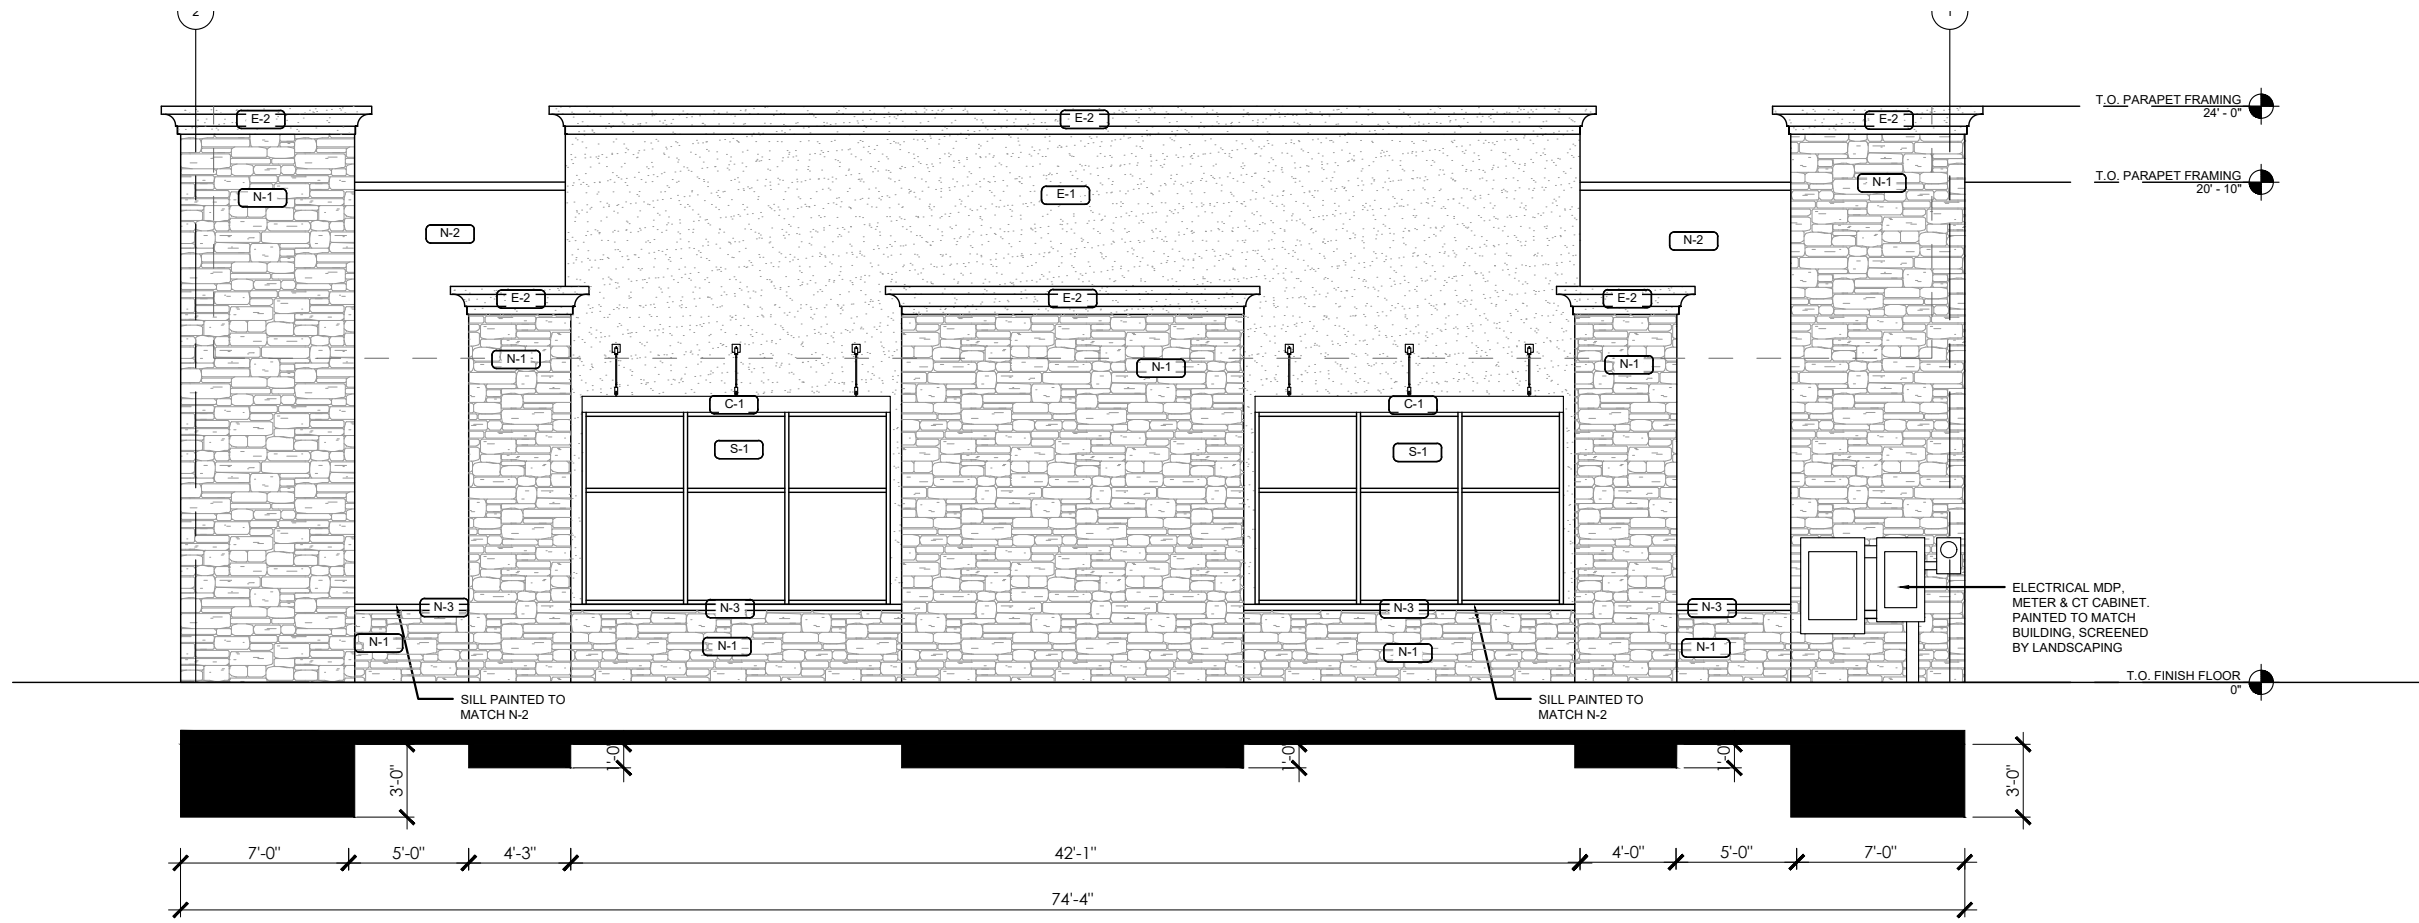 2
E-2
E-2
E-2
T.O. PARAPET FRAMING
24' - 0"
T.O. PARAPET FRAMING
20' - 10"
N-1
E-1
N-1
N-2
N-2
E-2
E-2
E-2
N-1
N-1
N-1
C-1
C-1
S-1
S-1
N-3
N-3
N-3
N-3
N-1
N-1
N-1
N-1
ELECTRICAL MDP,
METER & CT CABINET.
PAINTED TO MATCH
BUILDING, SCREENED
BY LANDSCAPING
T.O. FINISH FLOOR
0"
SILL PAINTED TO
MATCH N-2
SILL PAINTED TO
MATCH N-2
3'-0"
1'-0
1'-0
1'-0
3'-0"
7'-0"
5'-0"
4'-3"
42'-1"
4'-0"
5'-0"
7'-0"
74'-4"